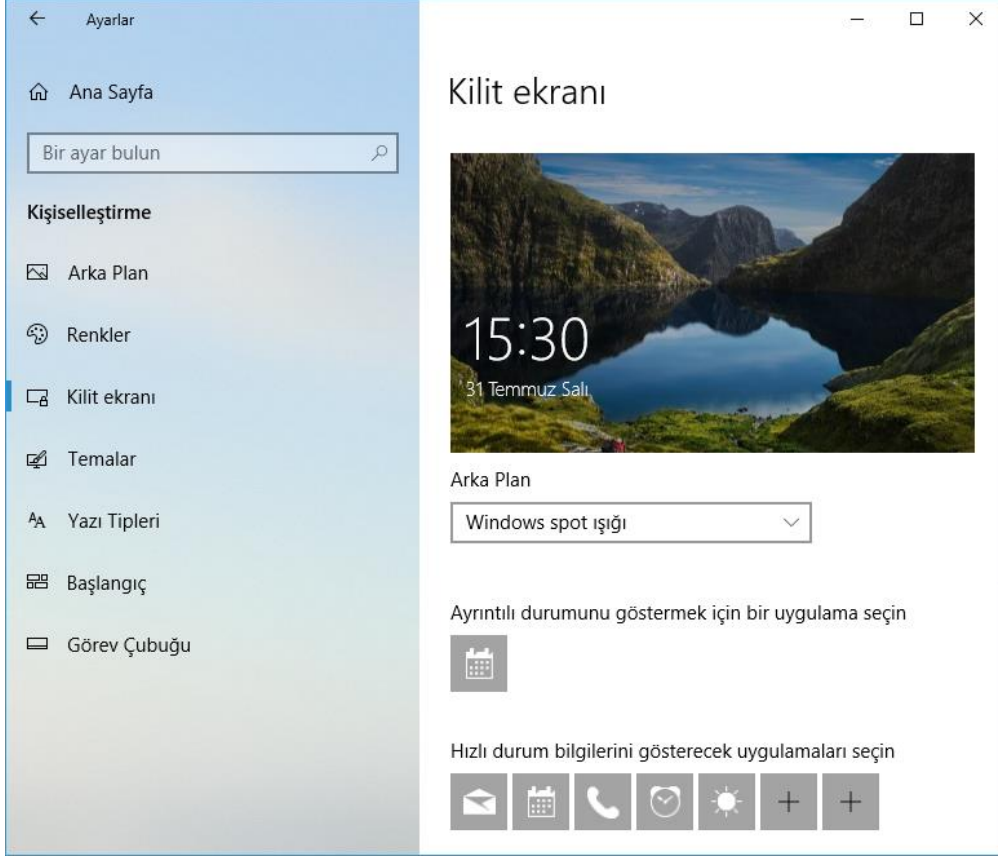 Ayarlar
Ana Sayfa
Bir ayar bulun
Kişiselleştirme
Arka Plan
Renkler
Kilit ekranı
Temalar
Yazı Tipleri
Başlangıç
Görev Çubuğu
Kilit ekranı
15:30
31 Temmuz Salı
Arka Plan
Windows spot ışığı
Ayrıntılı durumunu göstermek için bir uygulama seçin
Hızlı durum bilgilerini gösterecek uygulamaları seçin